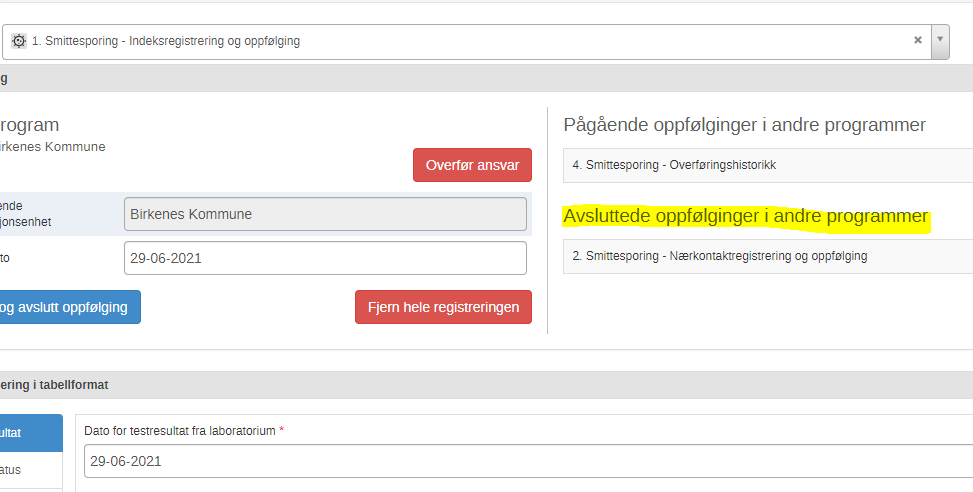 1. Smittesporing - Indeksregistrering og oppfølging
g
rogram
irkenes Kommune
Overfør ansvar
ende
sjonsenhet
Birkenes Kommune
to
29-06-2021
og avslutt oppfølging
Fjern hele registreringen
Pågående oppfølginger i andre programmer
4. Smittesporing - Overføringshistorikk
Avsluttede oppfølginger i andre programmer
2. Smittesporing - Nærkontaktregistrering og oppfølging
ering i tabellformat
ultat
atus
Dato for testresultat fra laboratorium *
29-06-2021